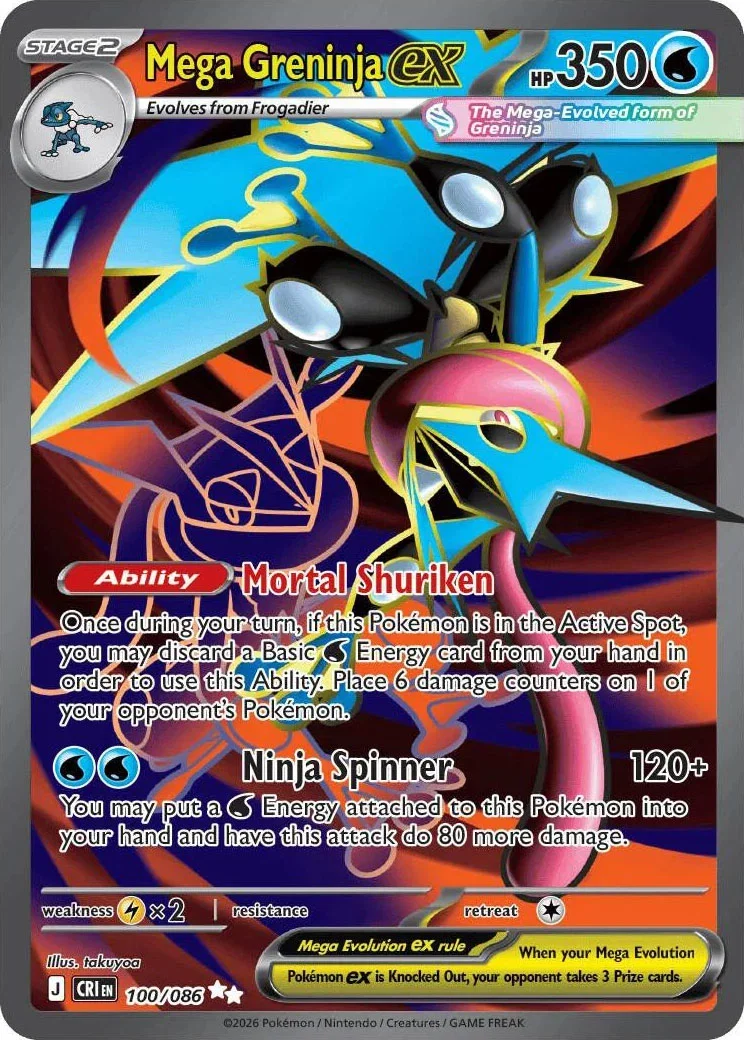 STAGE2
Mega Greninja ex
HP 350
Evolves from Frogadier
The Mega-Evolved form of
Greninja
Ability Mortal Shuriken
Once during your turn, if this Pokémon is in the Active Spot,
you may discard a Basic Energy card from your hand in
order to use this Ability. Place 6 damage counters on 1 of
your opponent's Pokémon.
Ninja Spinner 120+
You may put a Energy attached to this Pokémon into
your hand and have this attack do 80 more damage.
weakness ×2 resistance retreat
Illus. takuyoa
Mega Evolution ex rule When your Mega Evolution
Pokémon ex is Knocked Out, your opponent takes 3 Prize cards.
J CRI EN 100/086
©2026 Pokémon / Nintendo / Creatures / GAME FREAK